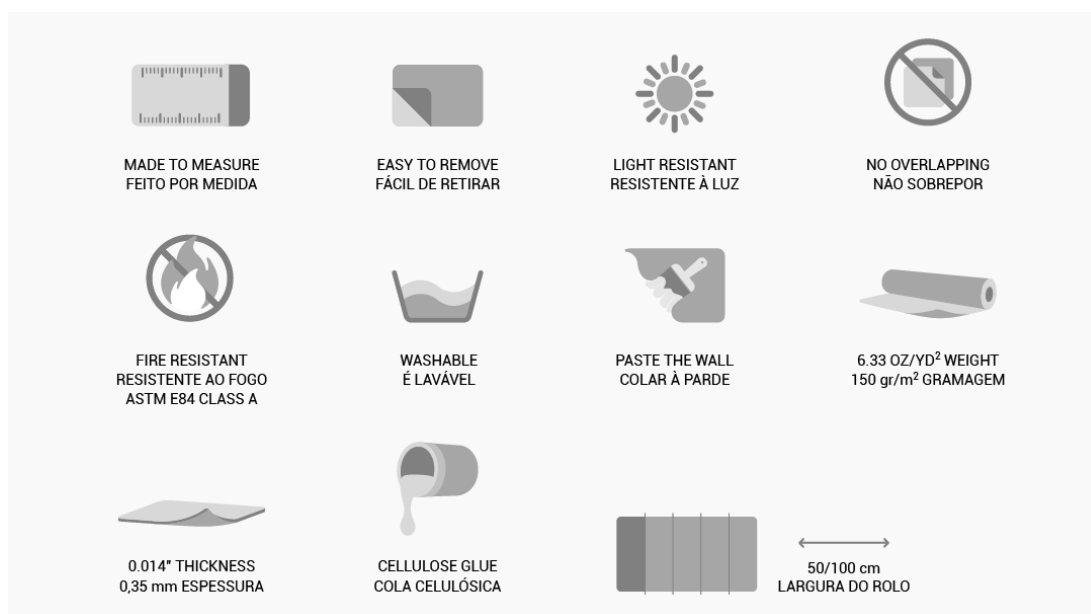 MADE TO MEASURE
FEITO POR MEDIDA
EASY TO REMOVE
FÁCIL DE RETIRAR
LIGHT RESISTANT
RESISTENTE À LUZ
NO OVERLAPPING
NÃO SOBREPOR
FIRE RESISTANT
RESISTENTE AO FOGO
ASTM E84 CLASS A
WASHABLE
É LAVÁVEL
PASTE THE WALL
COLAR À PARDE
6.33 OZ/YD² WEIGHT
150 gr/m² GRAMAGEM
0.014" THICKNESS
0,35 mm ESPESSURA
CELLULOSE GLUE
COLA CELULÓSICA
50/100 cm
LARGURA DO ROLO